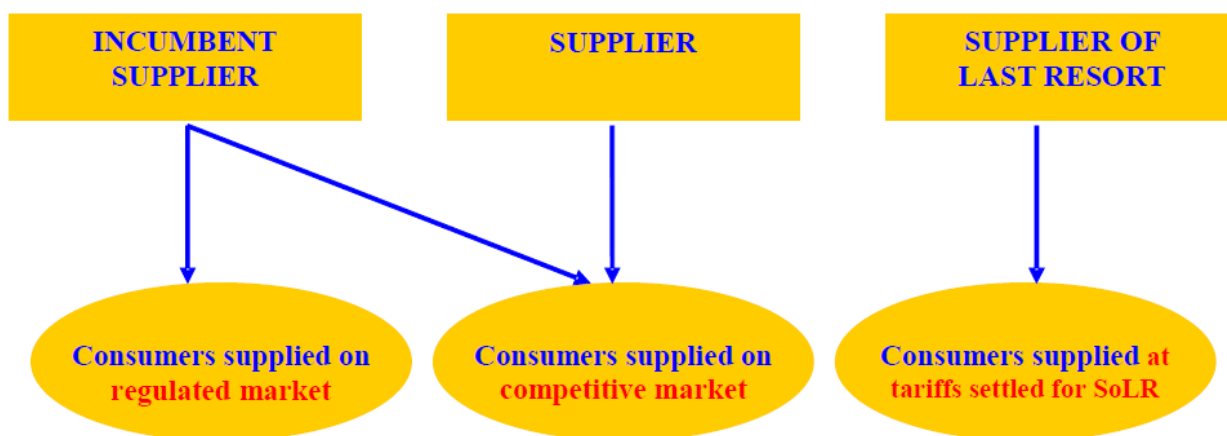 INCUMBENT
SUPPLIER
SUPPLIER
SUPPLIER OF
LAST RESORT
Consumers supplied on
regulated market
Consumers supplied on
competitive market
Consumers supplied at
tariffs settled for SoLR